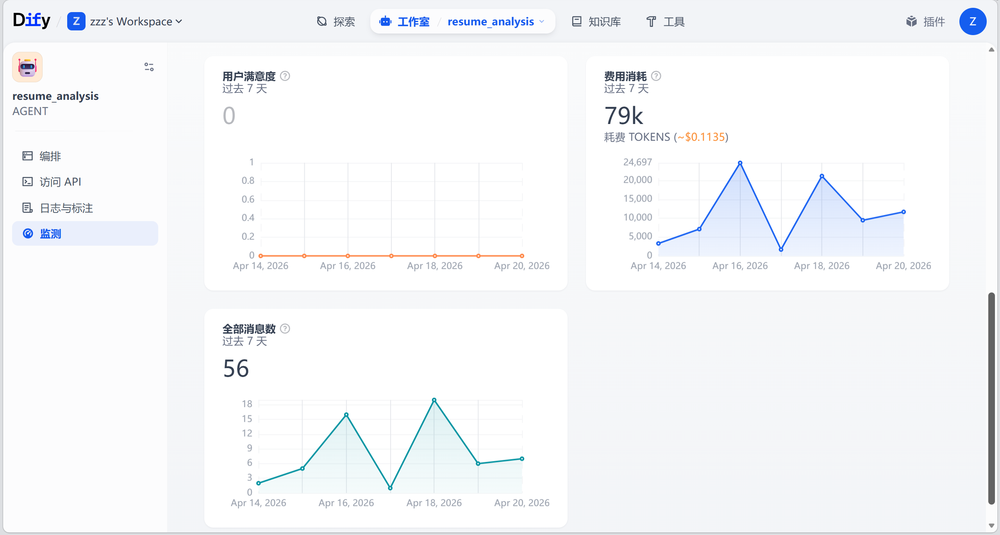 Dify / Z zzz's Workspace
探索
工作室 / resume_analysis
知识库
工具
插件
Z
resume_analysis
AGENT
编排
访问 API
日志与标注
监测
用户满意度 ?
过去 7 天
0
1
0.8
0.6
0.4
0.2
0
Apr 14, 2026 Apr 16, 2026 Apr 18, 2026 Apr 20, 2026
费用消耗 ?
过去 7 天
79k
耗费 TOKENS (~$0.1135)
24,697
20,000
15,000
10,000
5,000
0
Apr 14, 2026 Apr 16, 2026 Apr 18, 2026 Apr 20, 2026
全部消息数 ?
过去 7 天
56
18
15
12
9
6
3
0
Apr 14, 2026 Apr 16, 2026 Apr 18, 2026 Apr 20, 2026